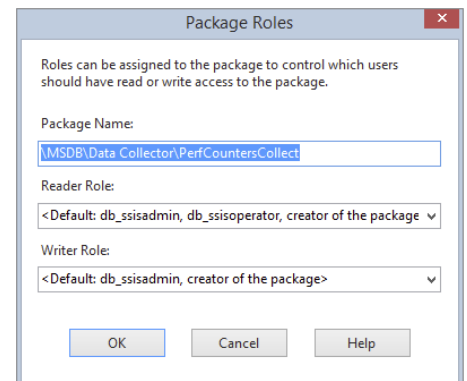 Package Roles
Roles can be assigned to the package to control which users
should have read or write access to the package.
Package Name:
\MSDB\Data Collector\PerfCountersCollect
Reader Role:
<Default: db_ssisadmin, db_ssisoperator, creator of the package
Writer Role:
<Default: db_ssisadmin, creator of the package>
OK Cancel Help